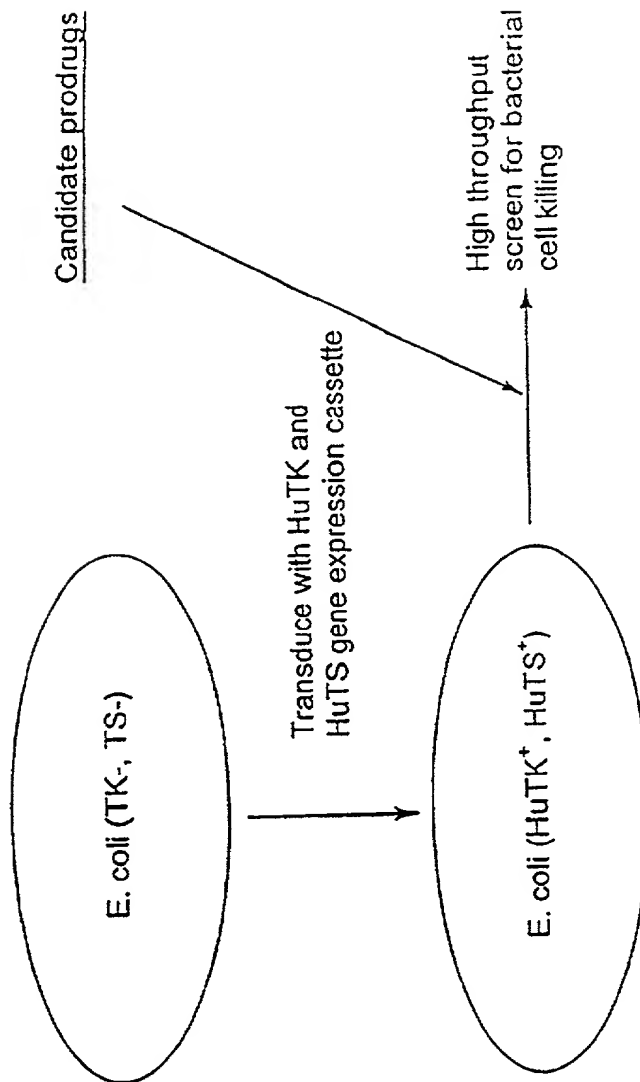 E. coli (TK-, TS-)
Transduce with HuTK and
HuTS gene expression cassette
E. coli (HuTK⁺, HuTS⁺)
Candidate prodrugs
High throughput
screen for bacterial
cell killing